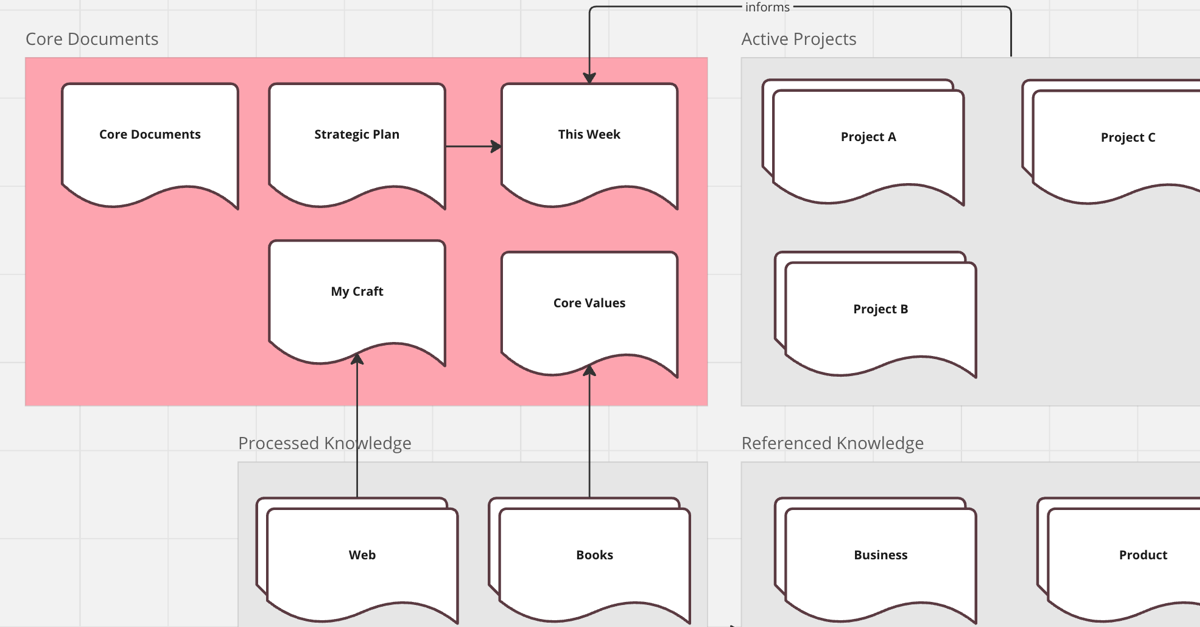 informs
Core Documents
Active Projects
Core Documents
Strategic Plan
This Week
Project A
Project C
My Craft
Core Values
Project B
Processed Knowledge
Referenced Knowledge
Web
Books
Business
Product